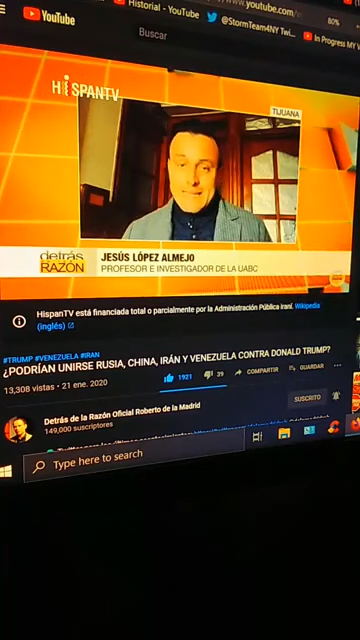 Historial - YouTube
www.youtube.com/
YouTube
@StormTeam4NY Twi...
80%
Buscar
In Progress My
HISPANTV
TIJUANA
detrás
RAZÓN
JESÚS LÓPEZ ALMEJO
PROFESOR E INVESTIGADOR DE LA UABC
HispanTV está financiada total o parcialmente por la Administración Pública iraní. Wikipedia
(inglés)
#TRUMP #VENEZUELA #IRAN
¿PODRÍAN UNIRSE RUSIA, CHINA, IRÁN Y VENEZUELA CONTRA DONALD TRUMP?
13,308 vistas • 21 ene. 2020
1921
39
COMPARTIR
GUARDAR
Detrás de la Razón Oficial Roberto de la Madrid
149,000 suscriptores
SUSCRITO
Type here to search